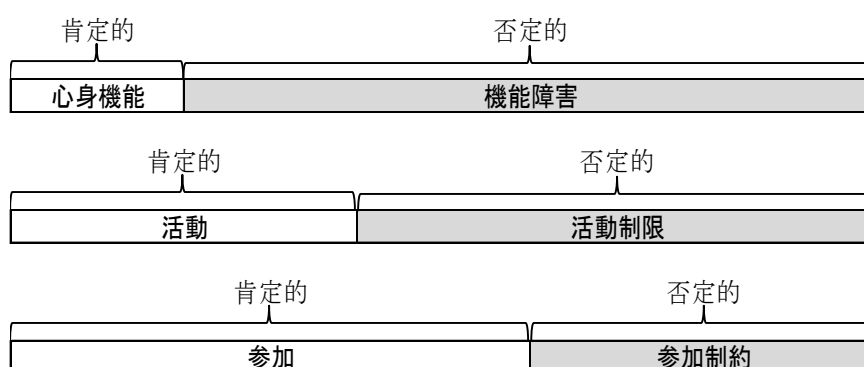 肯定的 否定的
心身機能 機能障害
肯定的 否定的
活動 活動制限
肯定的 否定的
参加 参加制約